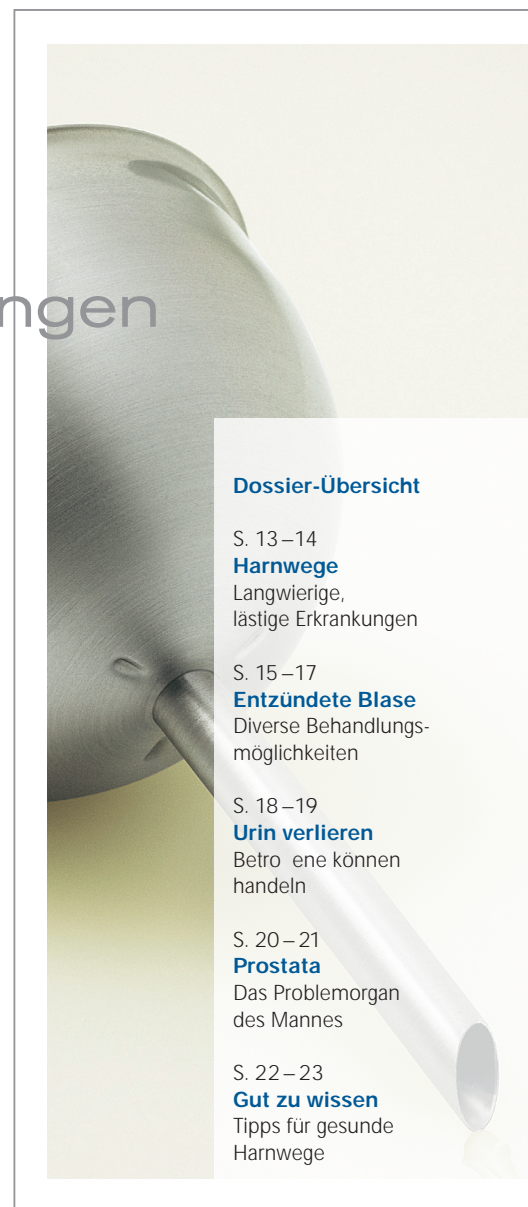 ngen
Dossier-Übersicht
S. 13–14
Harnwege
Langwierige,
lästige Erkrankungen
S. 15–17
Entzündete Blase
Diverse Behandlungs-
möglichkeiten
S. 18–19
Urin verlieren
Betro ene können
handeln
S. 20–21
Prostata
Das Problemorgan
des Mannes
S. 22–23
Gut zu wissen
Tipps für gesunde
Harnwege